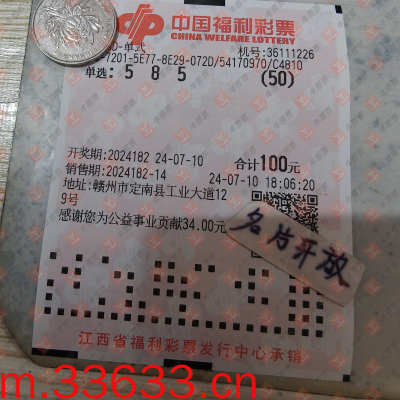 中国福利彩票
CHINA WELFARE LOTTERY
D-单式 机号:36111226
7201-5E77-8E29-072D/54170970/C4810
单选: 5 8 5 (50)
开奖期:2024182 24-07-10 合计100元
销售期:2024182-14 24-07-10 18:06:20
地址:赣州市定南县工业大道12
9号
感谢您为公益事业贡献34.00元
名片开放
江西省福利彩票发行中心承销
m.33633.cn